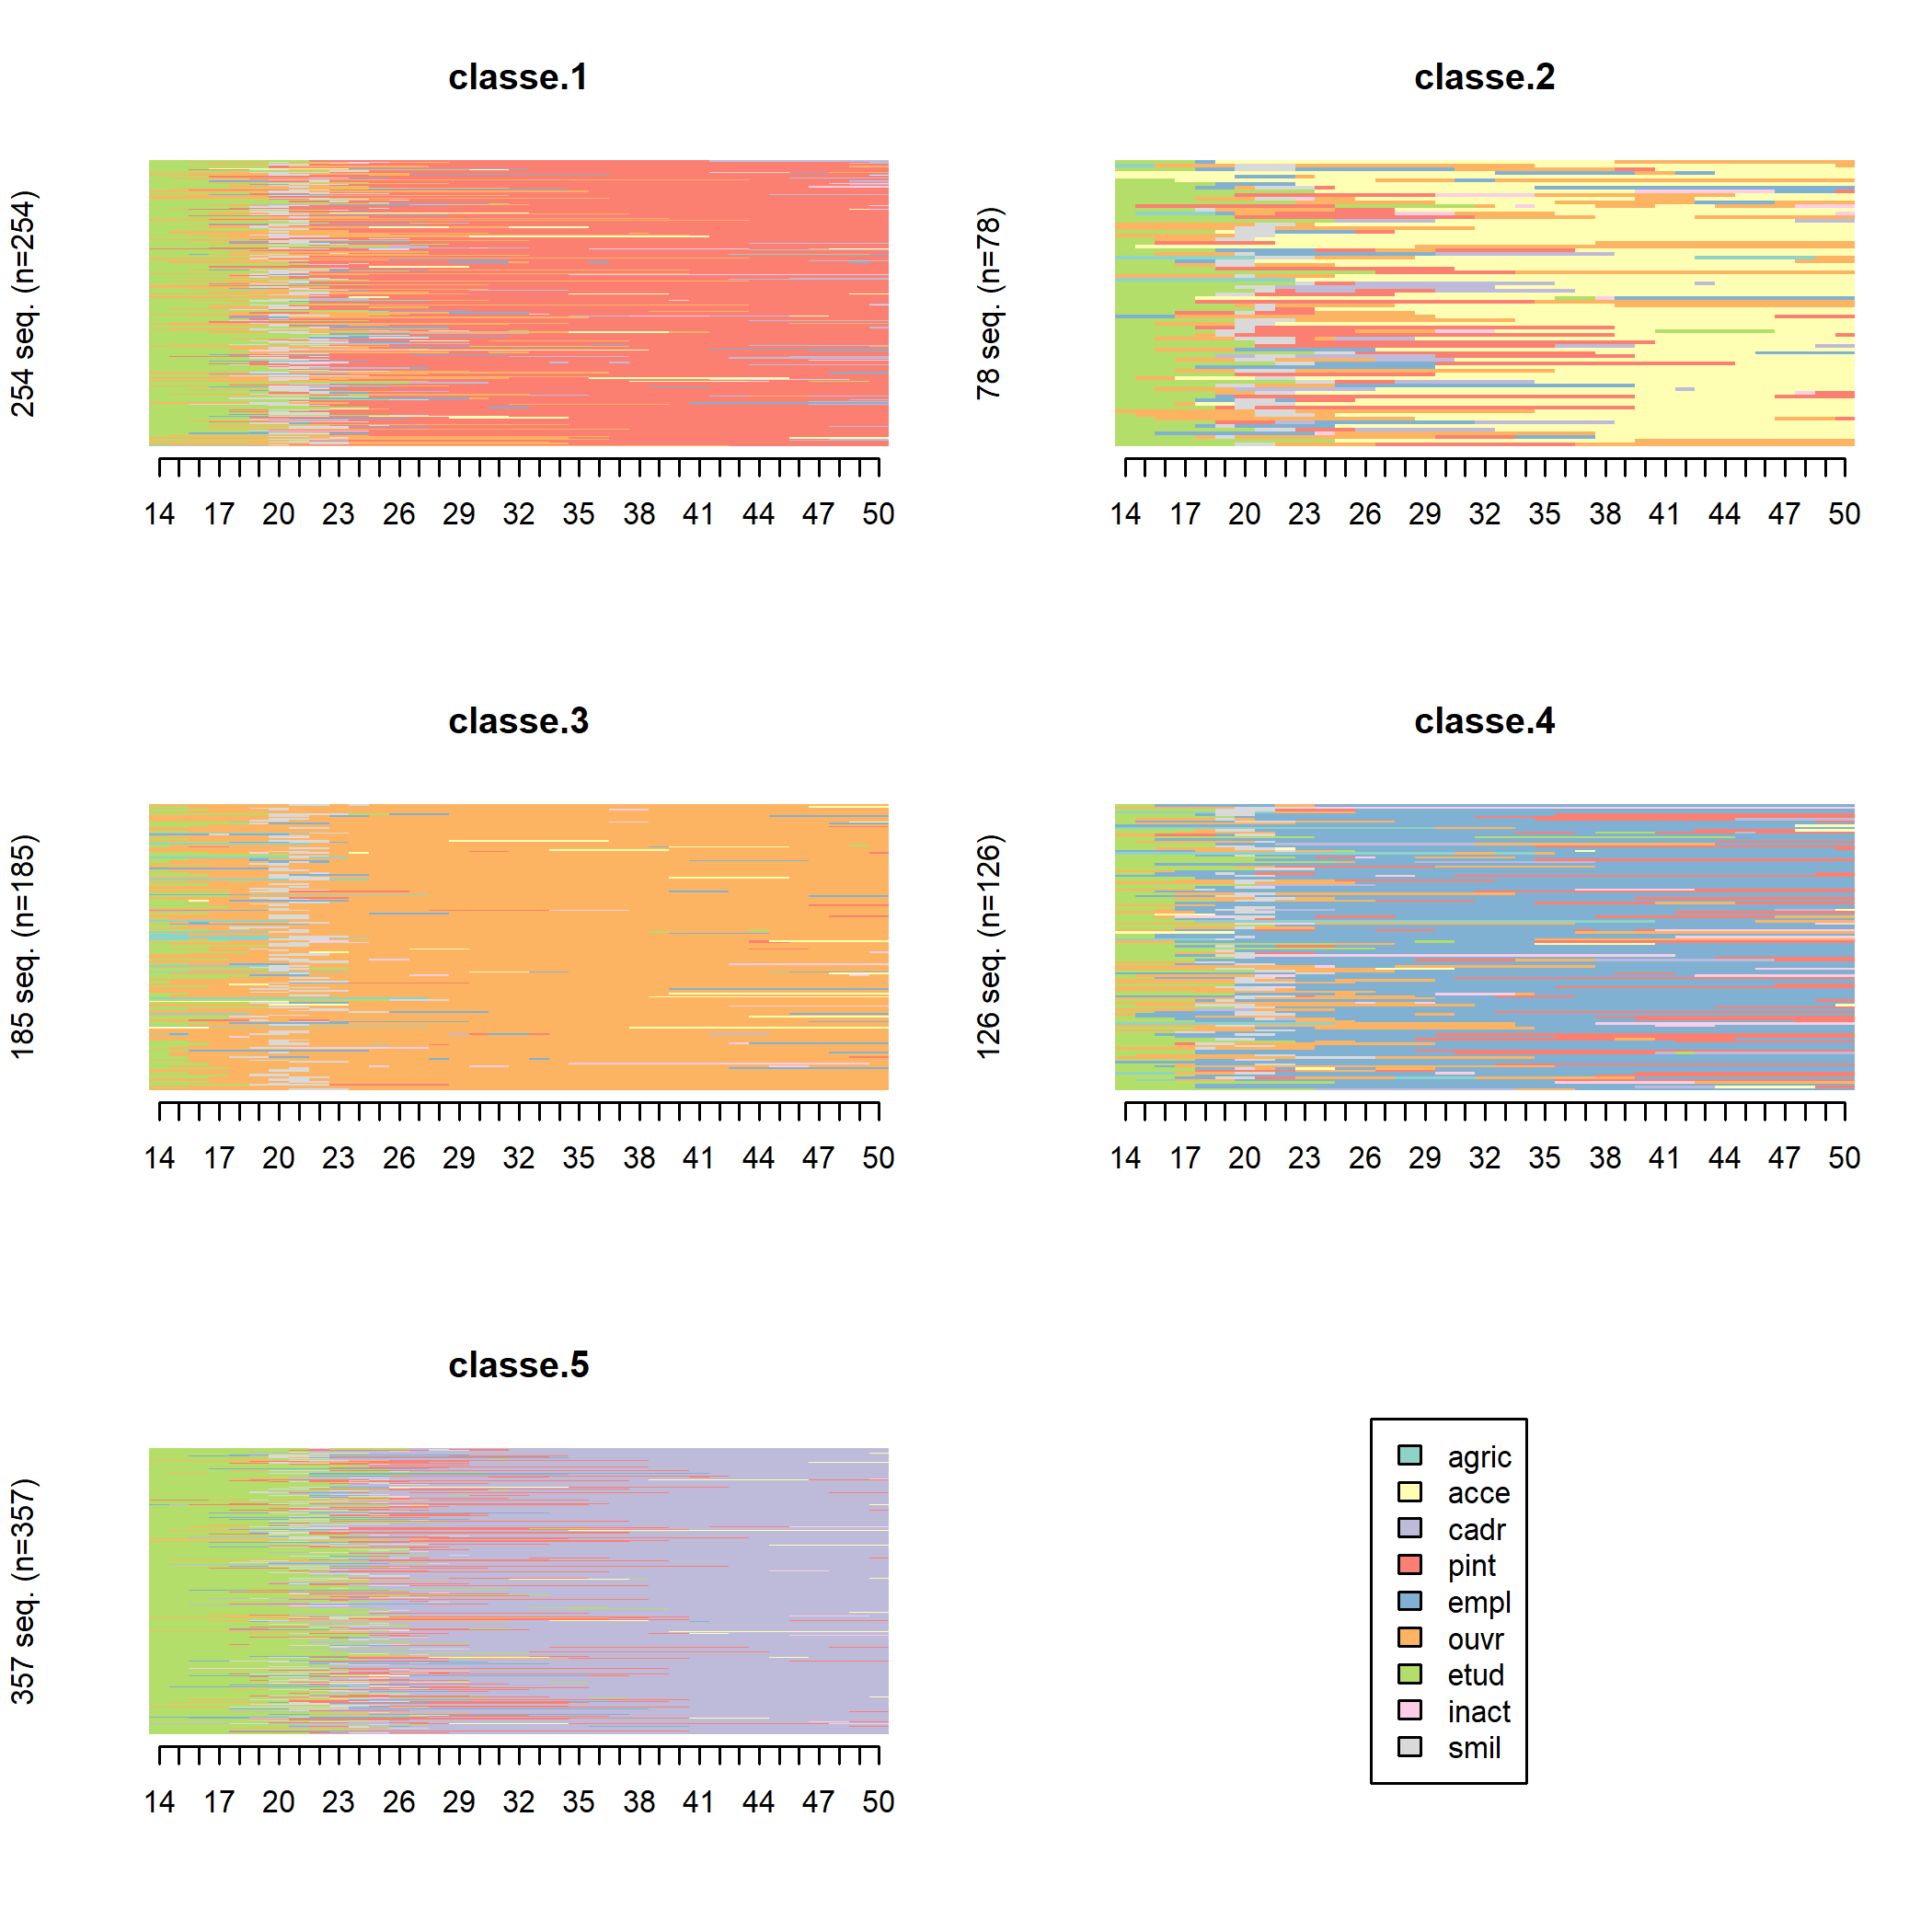 classe.1
254 seq. (n=254)
14 17 20 23 26 29 32 35 38 41 44 47 50
classe.2
78 seq. (n=78)
14 17 20 23 26 29 32 35 38 41 44 47 50
classe.3
185 seq. (n=185)
14 17 20 23 26 29 32 35 38 41 44 47 50
classe.4
126 seq. (n=126)
14 17 20 23 26 29 32 35 38 41 44 47 50
classe.5
357 seq. (n=357)
14 17 20 23 26 29 32 35 38 41 44 47 50
agric
acce
cadr
pint
empl
ouvr
etud
inact
smil